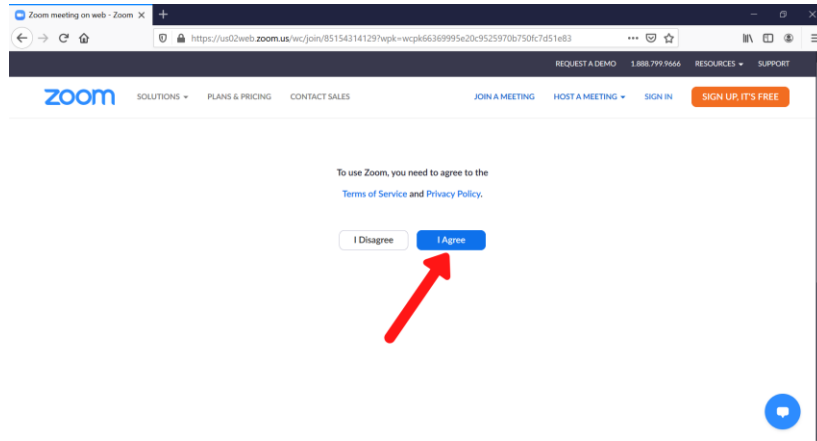 Zoom meeting on web - Zoom
https://us02web.zoom.us/wc/join/85154314129?wpk=wcpk66369995e20c9525970b750fc7d51e83
REQUEST A DEMO 1.888.799.9666 RESOURCES SUPPORT
zoom SOLUTIONS PLANS & PRICING CONTACT SALES JOIN A MEETING HOST A MEETING SIGN IN SIGN UP, IT'S FREE
To use Zoom, you need to agree to the
Terms of Service and Privacy Policy.
I Disagree I Agree